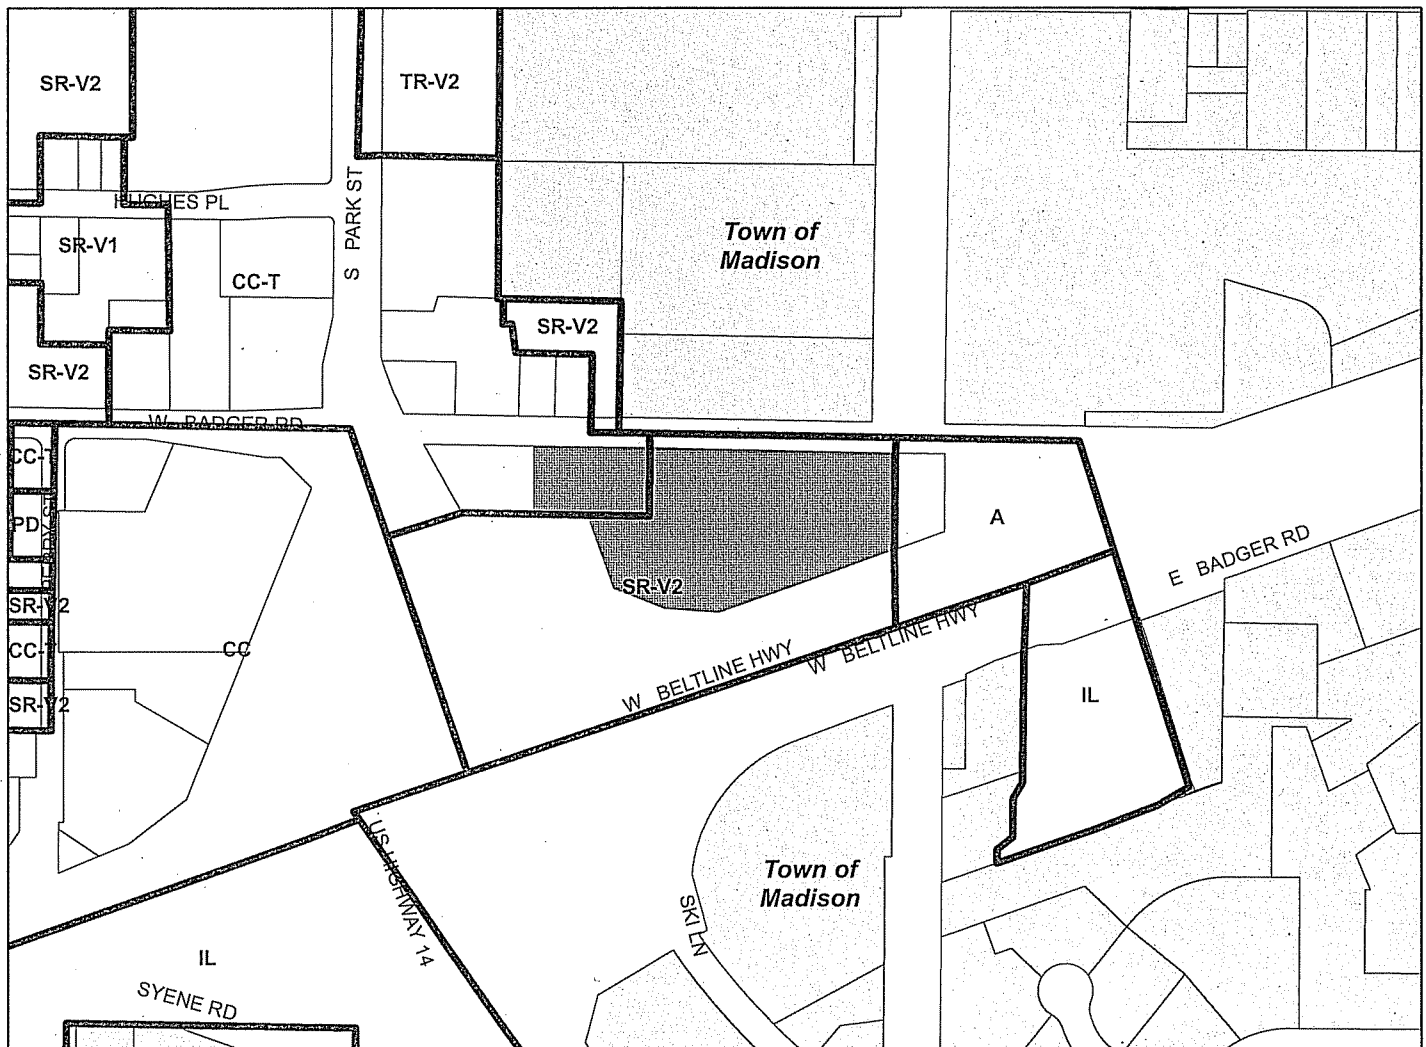 SR-V2
TR-V2
HUGHES PL
S PARK ST
Town of
Madison
SR-V1
CC-T
SR-V2
SR-V2
W BADGER RD
CC-T
PD
A
E BADGER RD
SR-V2
SR-V2
CC-T
CC
W BELTLINE HWY
W BELTLINE HWY
SR-V2
IL
US HIGHWAY 14
Town of
Madison
SKI LN
IL
SYENE RD